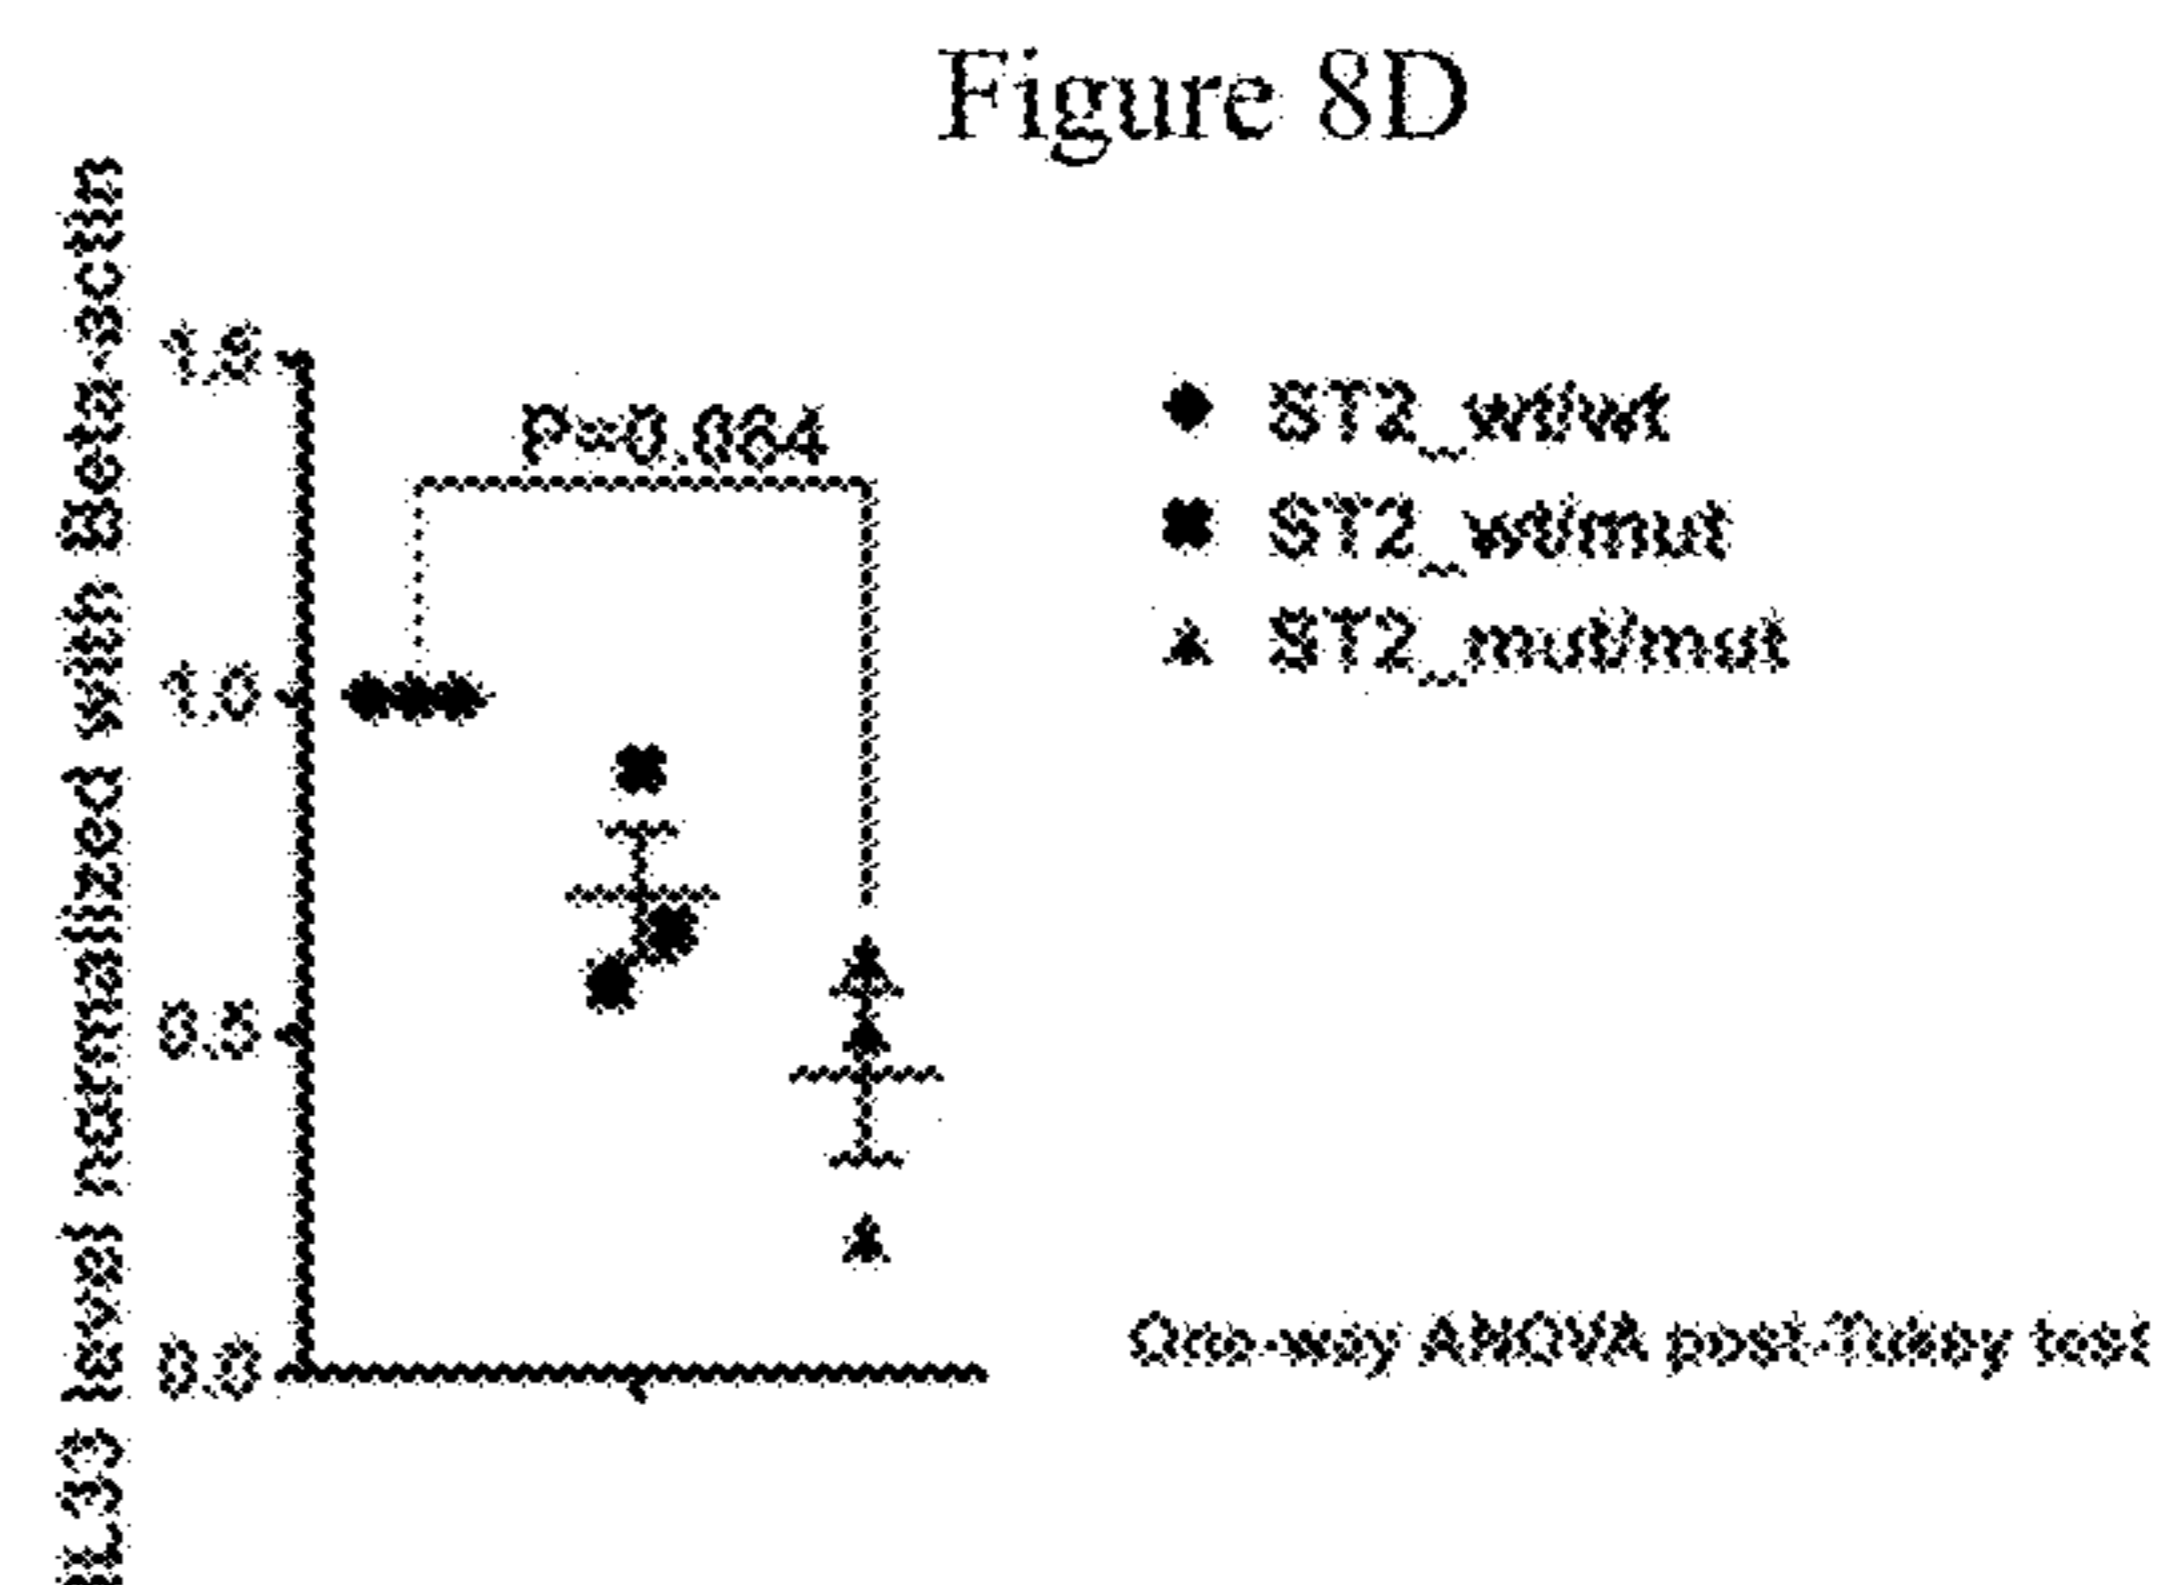 Figure 8D
IL33 level normalized with Beta-actin
1.5
P=0.064
1.0
0.5
0.0
ST2_wt/wt
ST2_wt/mut
ST2_mut/mut
One-way ANOVA post-Tukey test